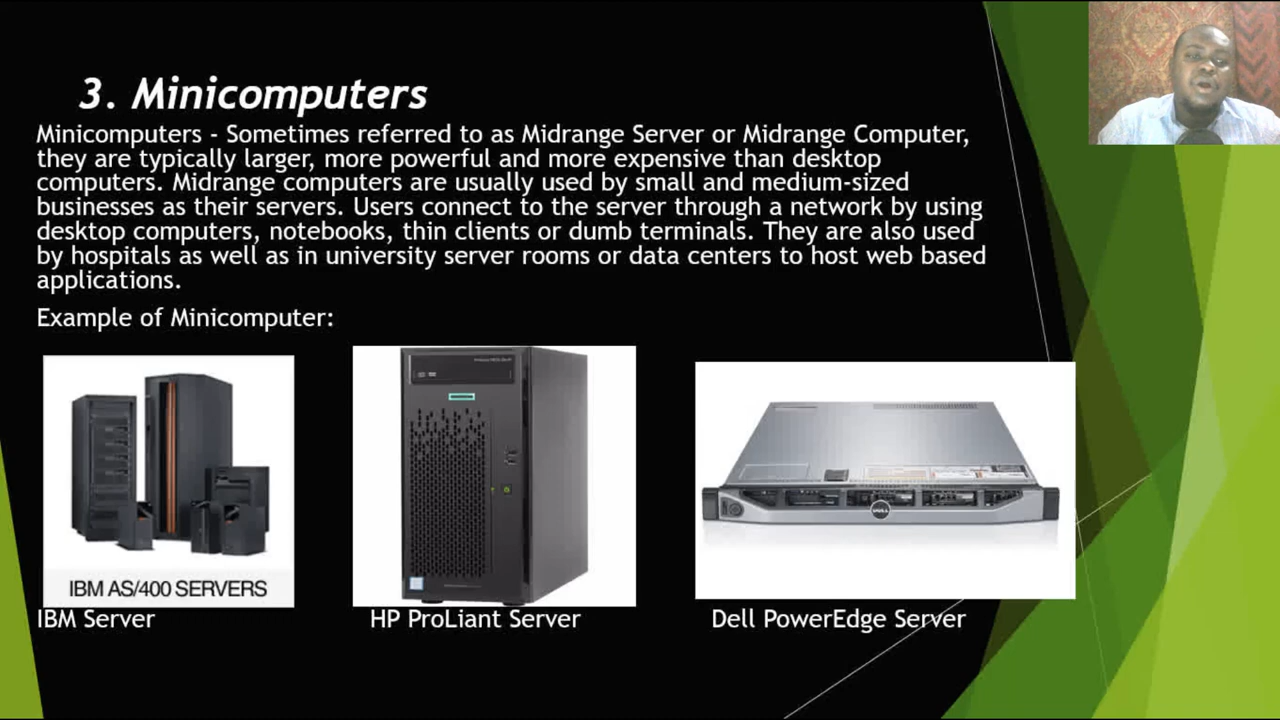 3. Minicomputers
Minicomputers - Sometimes referred to as Midrange Server or Midrange Computer,
they are typically larger, more powerful and more expensive than desktop
computers. Midrange computers are usually used by small and medium-sized
businesses as their servers. Users connect to the server through a network by using
desktop computers, notebooks, thin clients or dumb terminals. They are also used
by hospitals as well as in university server rooms or data centers to host web based
applications.
Example of Minicomputer:
DELL
IBM AS/400 SERVERS
IBM Server
HP ProLiant Server
Dell PowerEdge Server